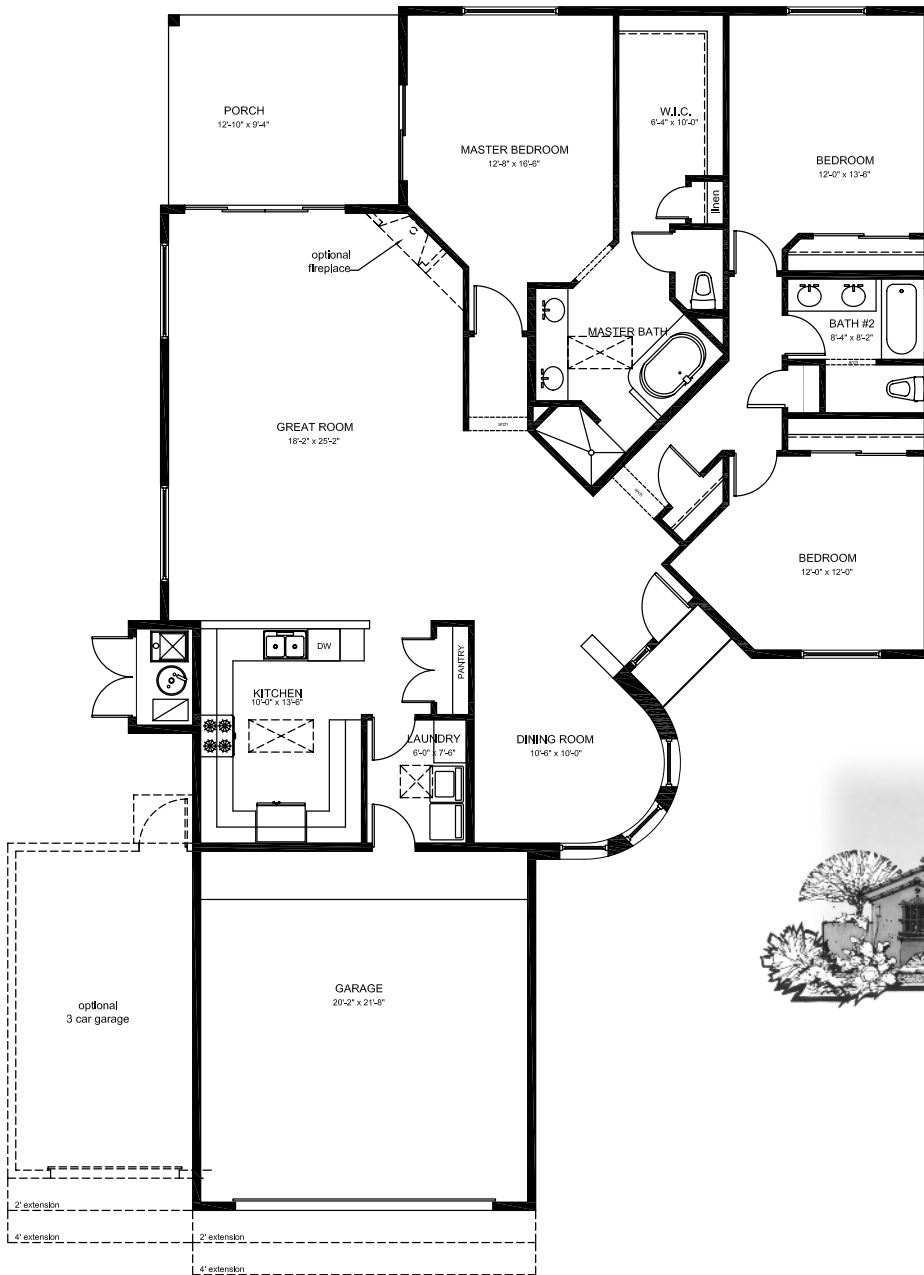 PORCH
12'-10" x 9'-4"
MASTER BEDROOM
12'-8" x 16'-6"
W.I.C.
6'-4" x 10'-0"
BEDROOM
12'-0" x 13'-6"
linen
optional
fireplace
MASTER BATH
BATH #2
8'-4" x 8'-2"
arch
GREAT ROOM
18'-2" x 25'-2"
arch
arch
BEDROOM
12'-0" x 12'-0"
DW
PANTRY
KITCHEN
10'-0" x 13'-6"
LAUNDRY
6'-0" x 7'-6"
DINING ROOM
10'-6" x 10'-0"
GARAGE
20'-2" x 21'-8"
optional
3 car garage
2' extension
4' extension
2' extension
4' extension